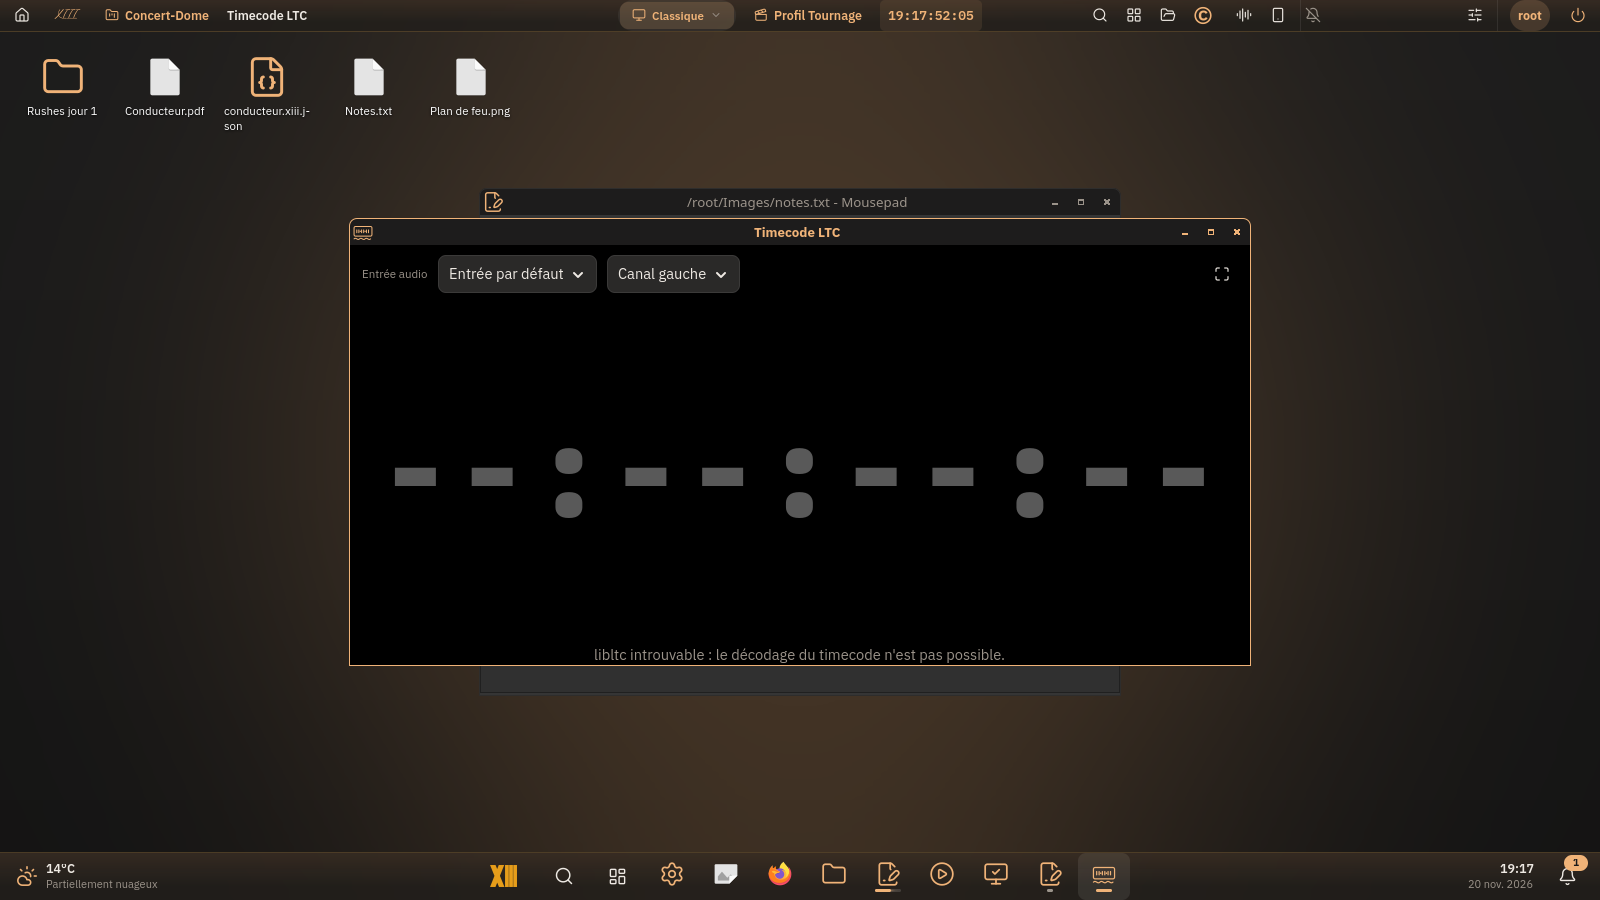 Concert-Dome
Timecode LTC
Classique
Profil Tournage
19:17:52:05
root
Rushes jour 1
Conducteur.pdf
conducteur.xiii.j-
son
Notes.txt
Plan de feu.png
/root/Images/notes.txt - Mousepad
Timecode LTC
Entrée audio
Entrée par défaut
Canal gauche
--:--:--:--
libltc introuvable : le décodage du timecode n'est pas possible.
14°C
Partiellement nuageux
XIII
19:17
20 nov. 2026
1